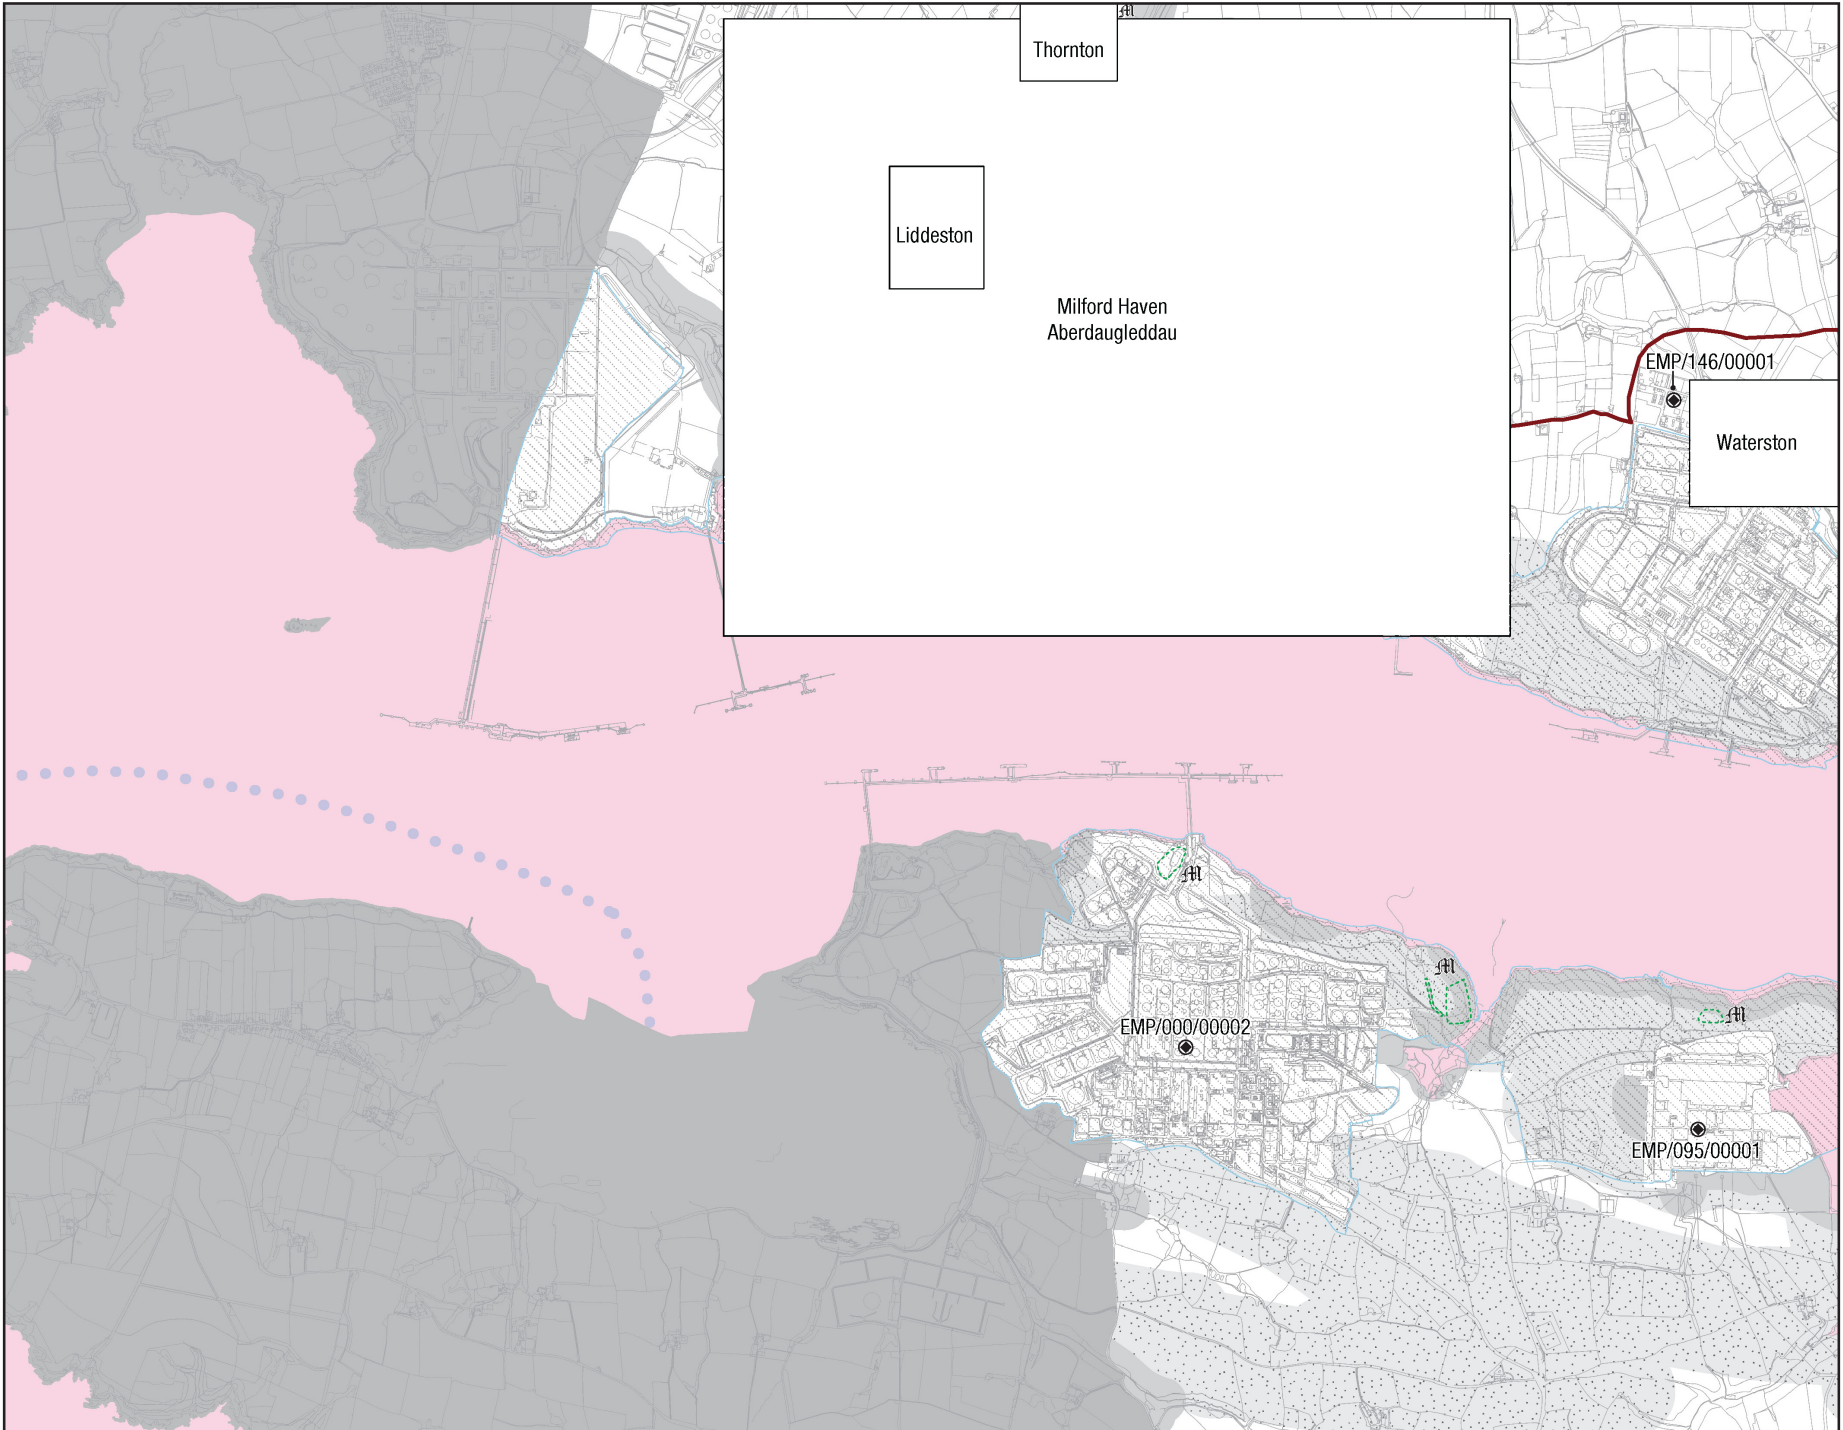 M
Thornton
Liddeston
Milford Haven
Aberdaugleddau
EMP/146/00001
Waterston
M
M
M
EMP/000/00002
EMP/095/00001